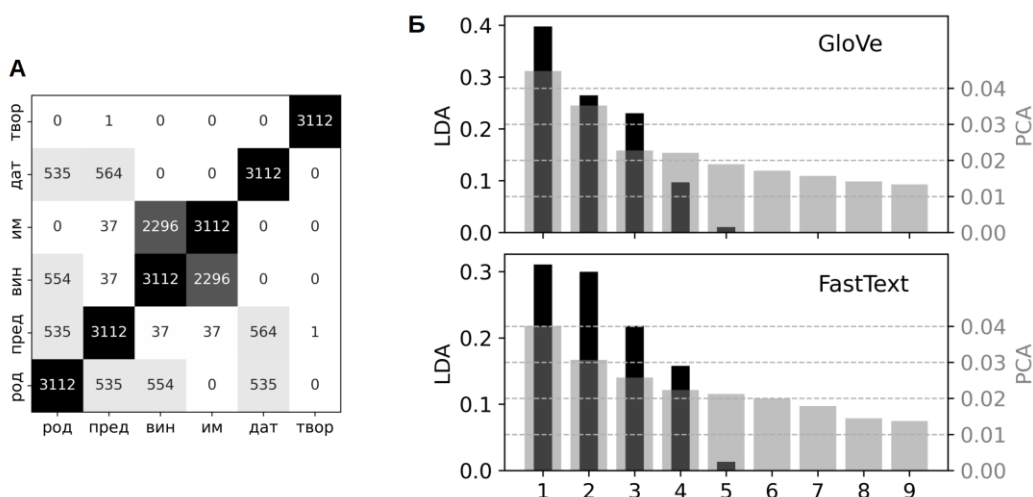 А
твор 0 1 0 0 0 3112
дат 535 564 0 0 3112 0
им 0 37 2296 3112 0 0
вин 554 37 3112 2296 0 0
пред 535 3112 37 37 564 1
род 3112 535 554 0 535 0
род пред вин им дат твор
Б
GloVe
LDA
0.4
0.3
0.2
0.1
0.0
PCA
0.04
0.03
0.02
0.01
0.00
FastText
LDA
0.3
0.2
0.1
0.0
PCA
0.04
0.03
0.02
0.01
0.00
1 2 3 4 5 6 7 8 9